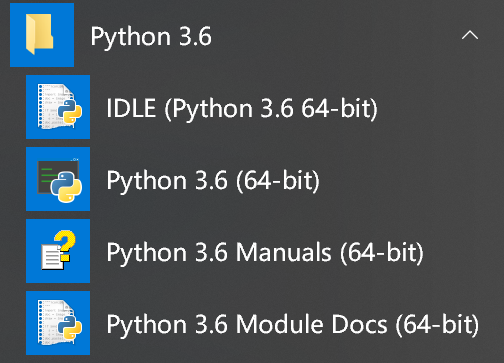 Python 3.6
IDLE (Python 3.6 64-bit)
Python 3.6 (64-bit)
Python 3.6 Manuals (64-bit)
Python 3.6 Module Docs (64-bit)